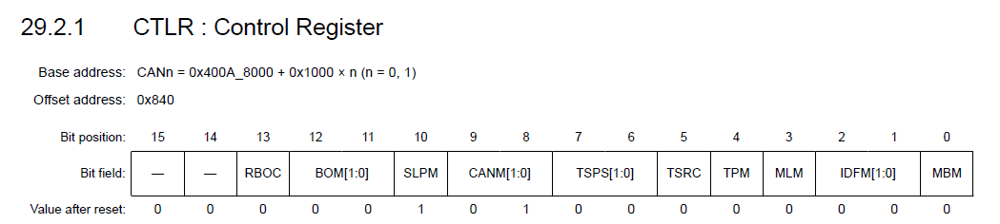 29.2.1 CTLR : Control Register
Base address: CANn = 0x400A_8000 + 0x1000 × n (n = 0, 1)
Offset address: 0x840
Bit position: 15 14 13 12 11 10 9 8 7 6 5 4 3 2 1 0
Bit field: — — RBOC BOM[1:0] SLPM CANM[1:0] TSPS[1:0] TSRC TPM MLM IDFM[1:0] MBM
Value after reset: 0 0 0 0 0 1 0 1 0 0 0 0 0 0 0 0